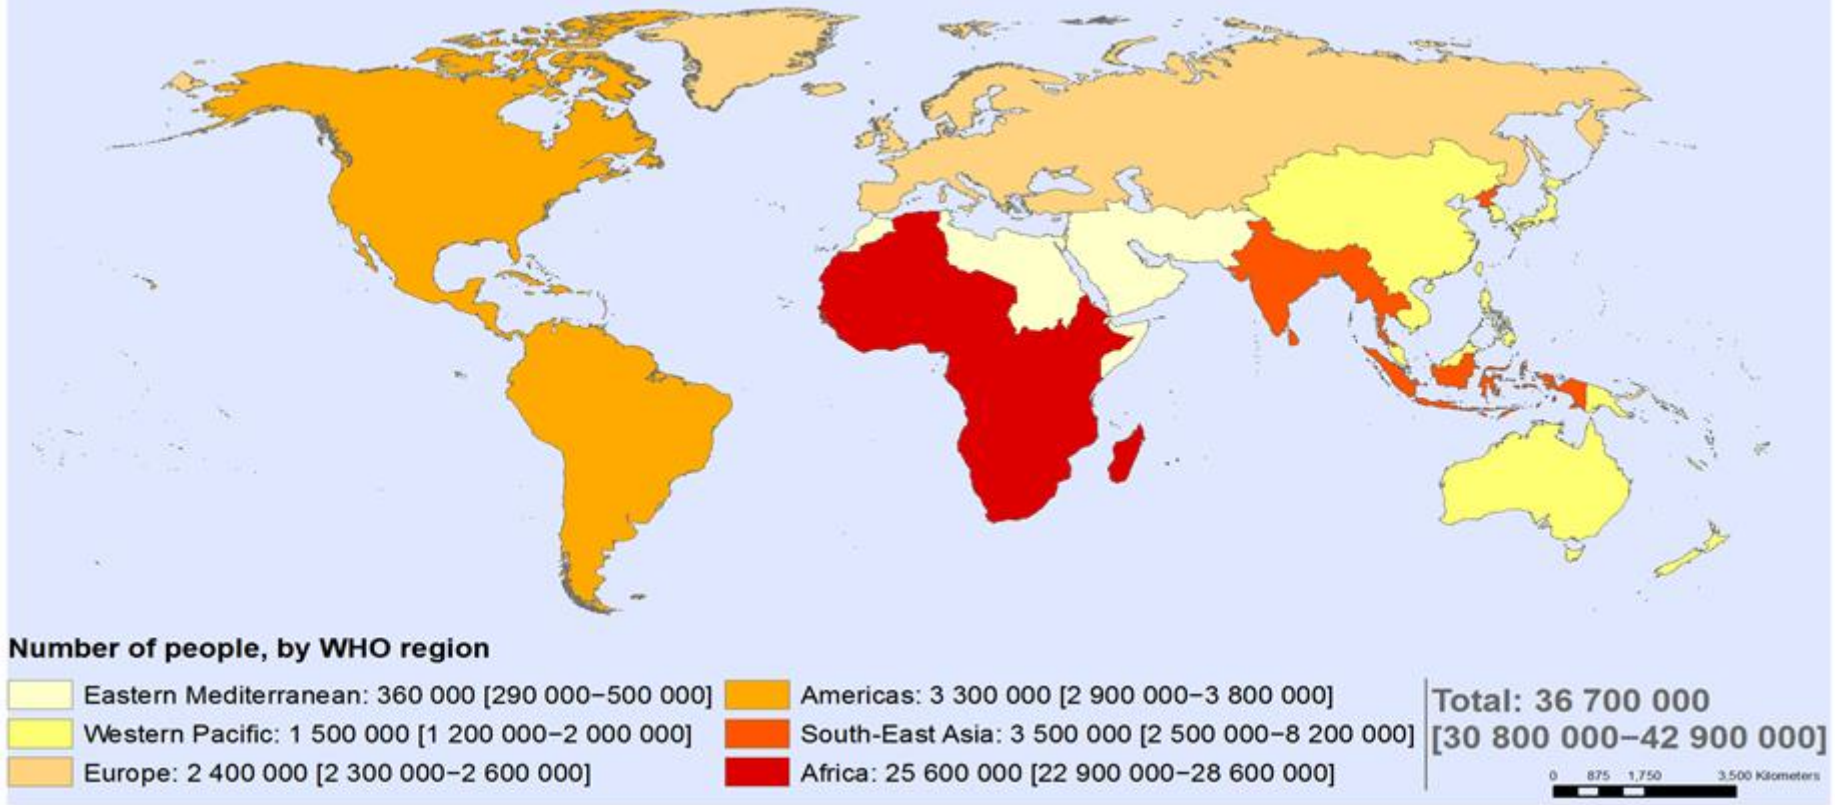 Number of people, by WHO region
Eastern Mediterranean: 360 000 [290 000–500 000]
Western Pacific: 1 500 000 [1 200 000–2 000 000]
Europe: 2 400 000 [2 300 000–2 600 000]
Americas: 3 300 000 [2 900 000–3 800 000]
South-East Asia: 3 500 000 [2 500 000–8 200 000]
Africa: 25 600 000 [22 900 000–28 600 000]
Total: 36 700 000
[30 800 000–42 900 000]
0 875 1,750 3,500 Kilometers